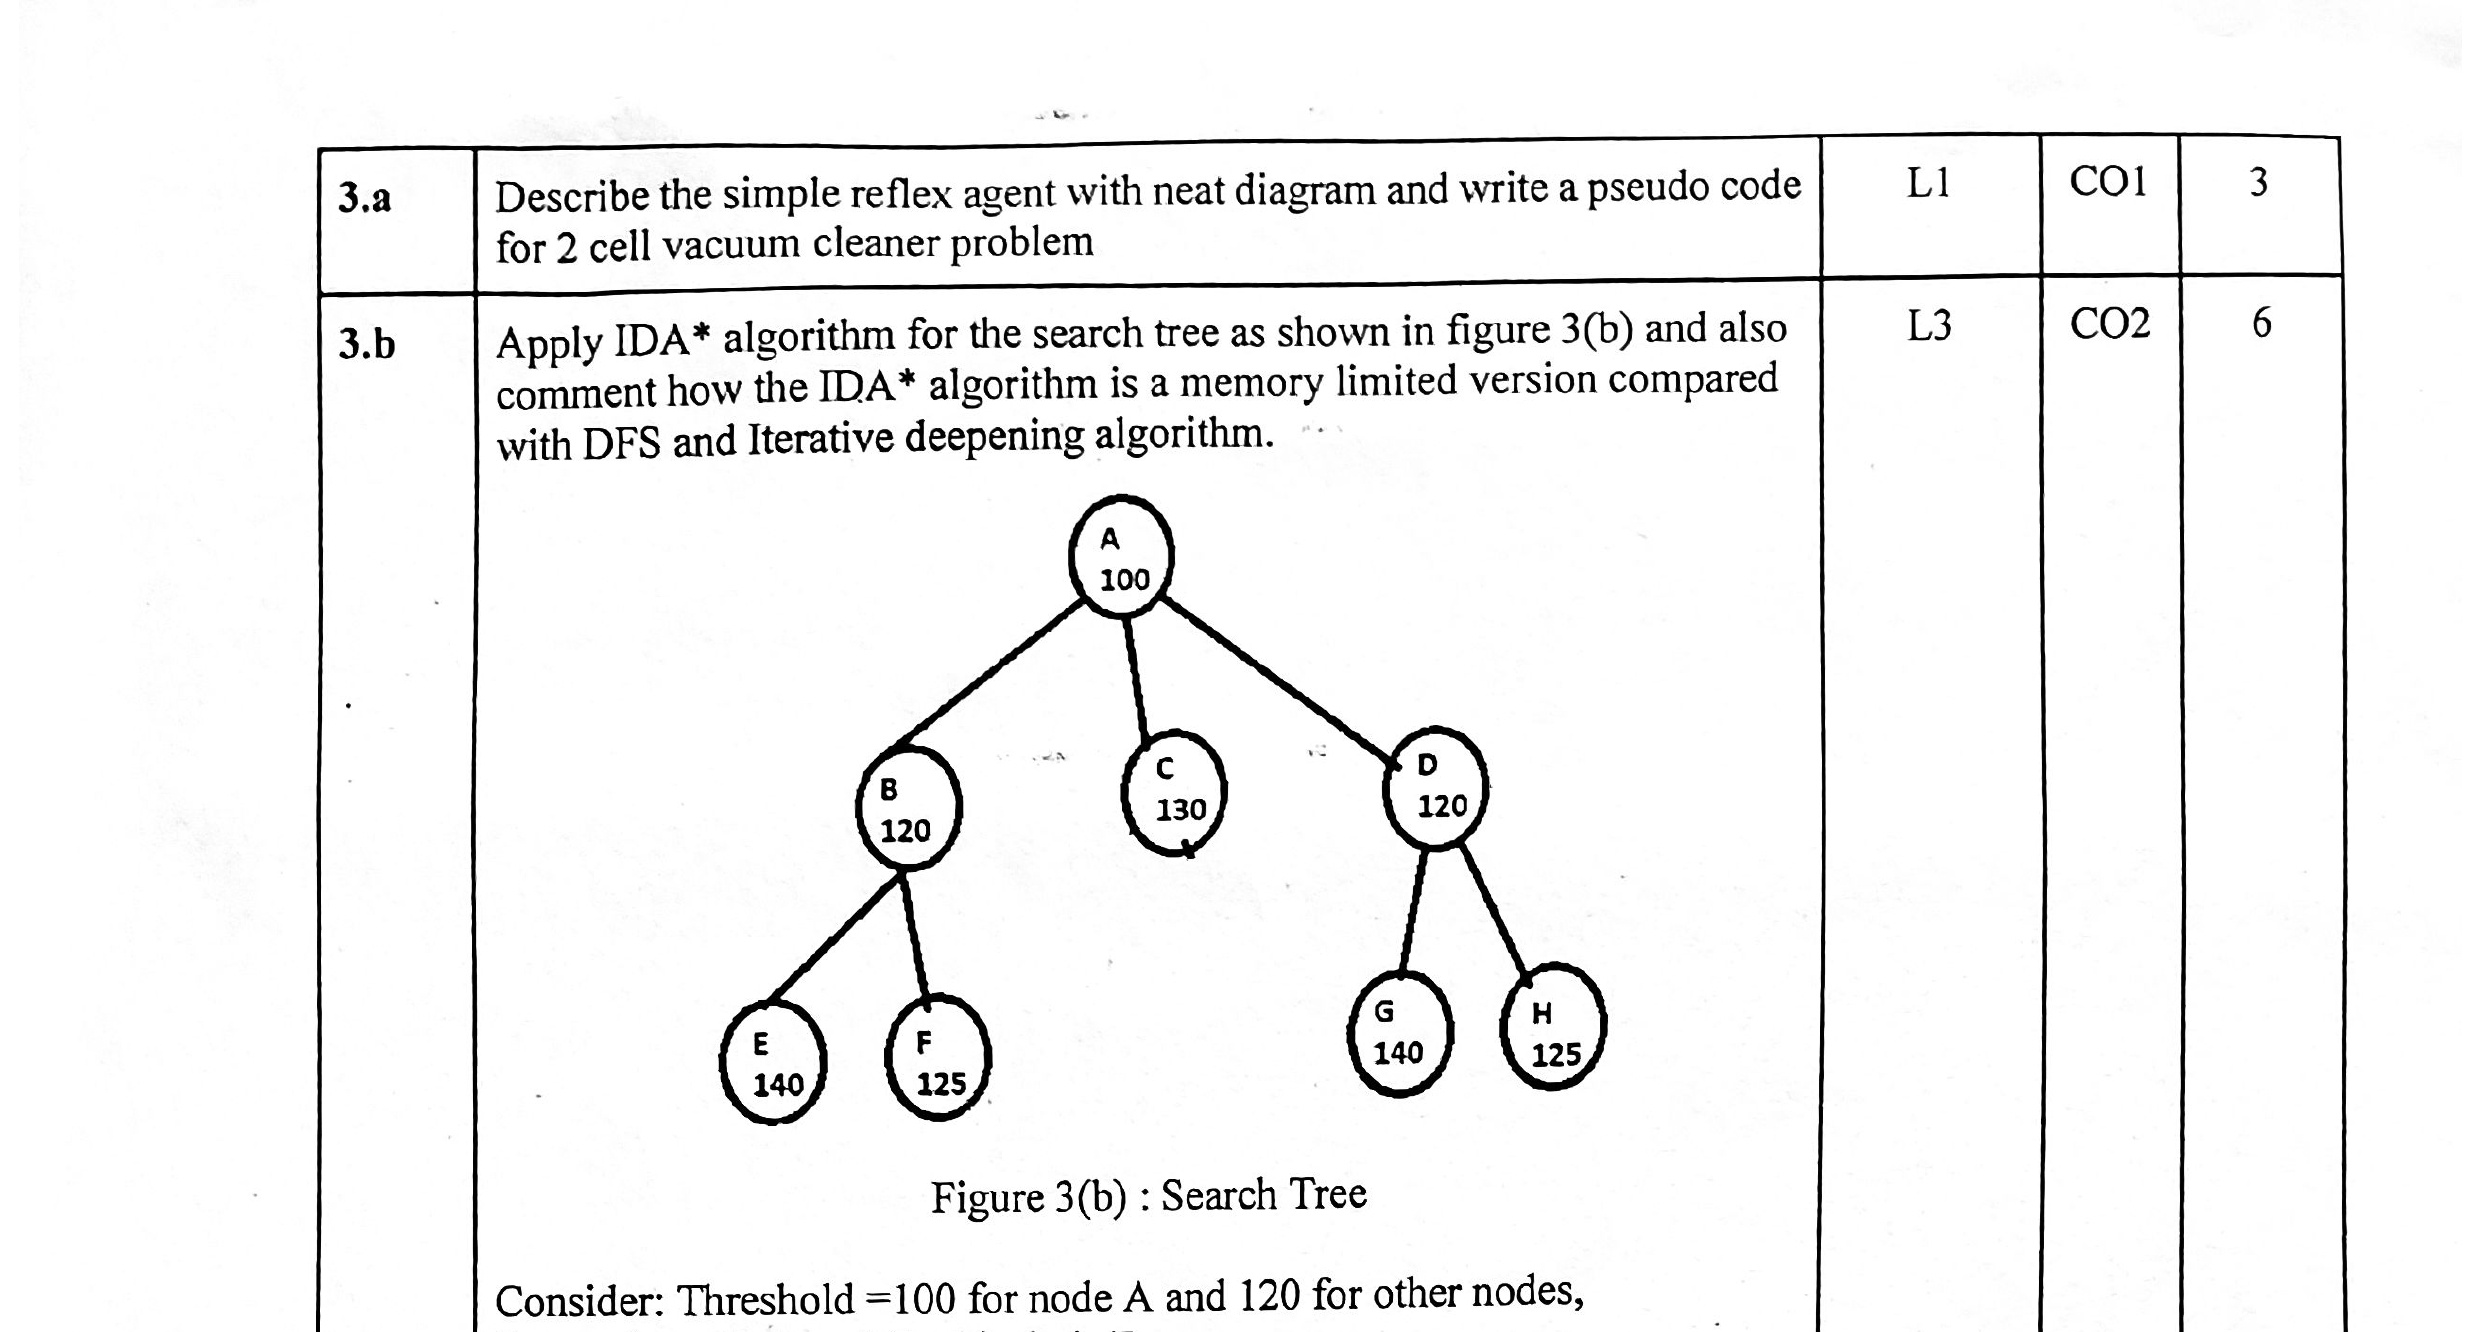 3.a Describe the simple reflex agent with neat diagram and write a pseudo code L1 CO1 3
for 2 cell vacuum cleaner problem
3.b Apply IDA* algorithm for the search tree as shown in figure 3(b) and also L3 CO2 6
comment how the IDA* algorithm is a memory limited version compared
with DFS and Iterative deepening algorithm.
A
100
B
120
C
130
D
120
E
140
F
125
G
140
H
125
Figure 3(b) : Search Tree
Consider: Threshold =100 for node A and 120 for other nodes,